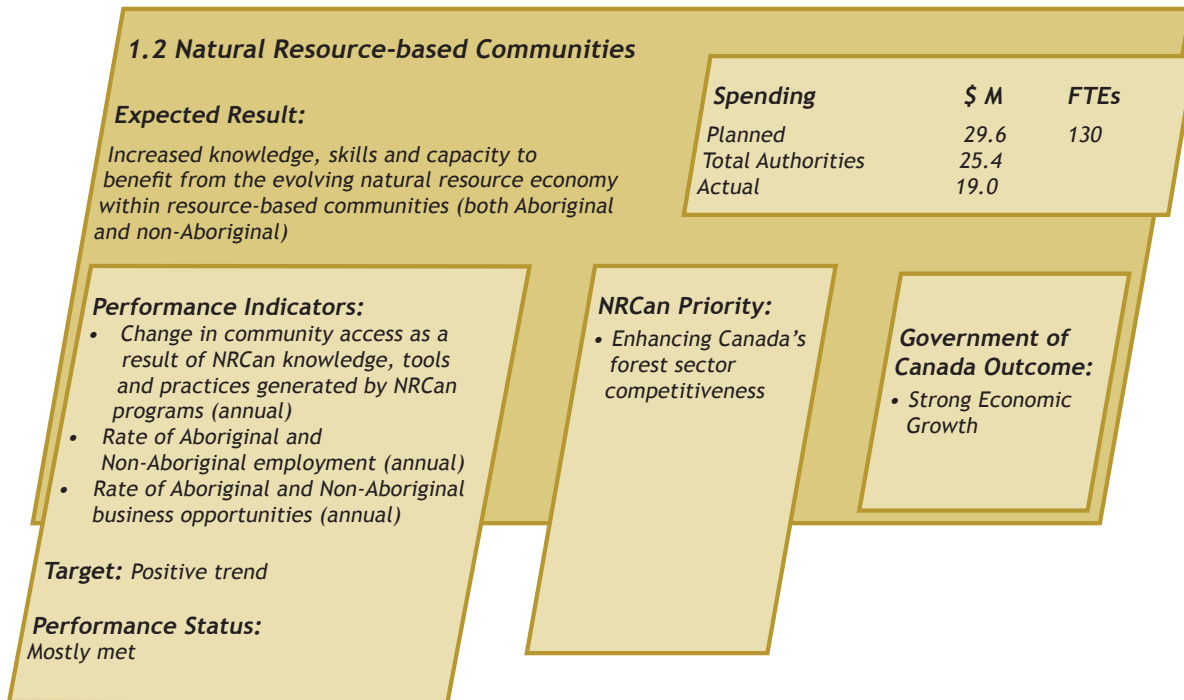 1.2 Natural Resource-based Communities
Expected Result:
Increased knowledge, skills and capacity to
benefit from the evolving natural resource economy
within resource-based communities (both Aboriginal
and non-Aboriginal)
Spending $ M FTEs
Planned 29.6 130
Total Authorities 25.4
Actual 19.0
Performance Indicators:
• Change in community access as a
result of NRCan knowledge, tools
and practices generated by NRCan
programs (annual)
• Rate of Aboriginal and
Non-Aboriginal employment (annual)
• Rate of Aboriginal and Non-Aboriginal
business opportunities (annual)
Target: Positive trend
Performance Status:
Mostly met
NRCan Priority:
• Enhancing Canada's
forest sector
competitiveness
Government of
Canada Outcome:
• Strong Economic
Growth